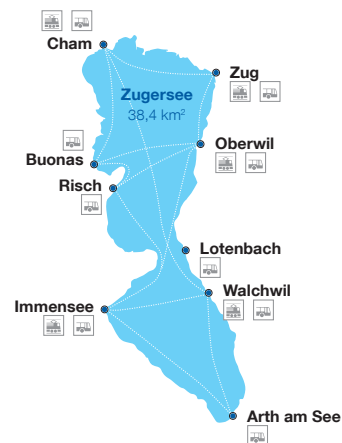 Cham
Zug
Zugersee
38,4 km²
Oberwil
Buonas
Risch
Lotenbach
Walchwil
Immensee
Arth am See